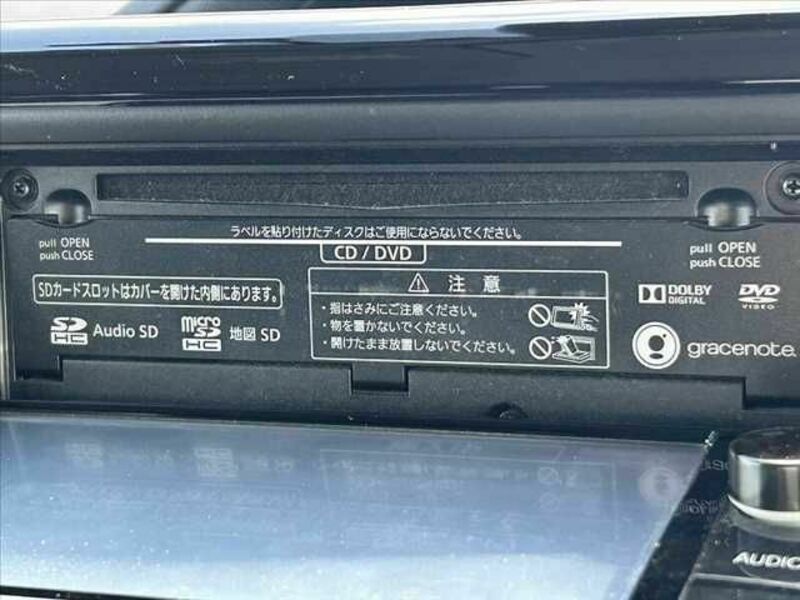 ラベルを貼り付けたディスクはご使用にならないでください。
pull OPEN
push CLOSE
CD / DVD
pull OPEN
push CLOSE
SDカードスロットはカバーを開けた内側にあります。
SD HC Audio SD
micro SD HC 地図 SD
⚠ 注 意
・指はさみにご注意ください。
・物を置かないでください。
・開けたまま放置しないでください。
DOLBY
DIGITAL
DVD
VIDEO
gracenote.
AUDIO